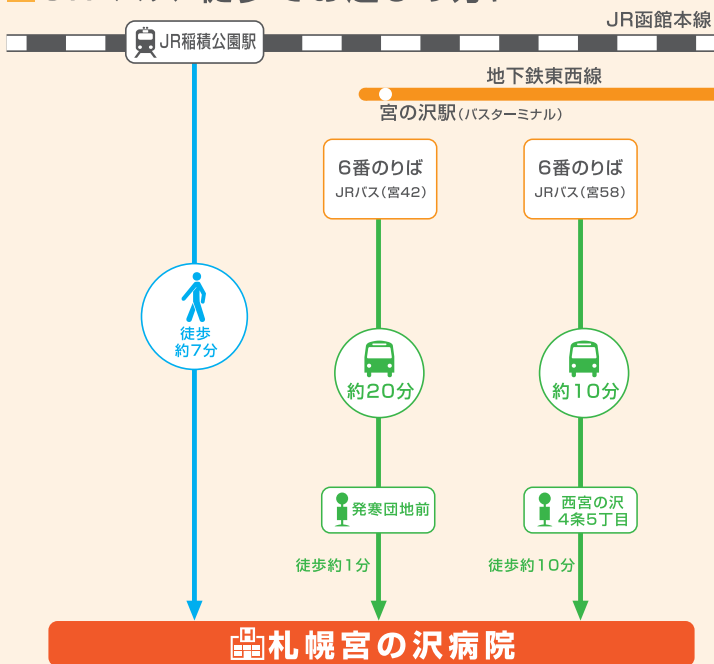 JR函館本線
JR稲積公園駅
地下鉄東西線
宮の沢駅(バスターミナル)
6番のりば
JRバス(宮42)
6番のりば
JRバス(宮58)
徒歩
約7分
約20分
約10分
発寒団地前
西宮の沢
4条5丁目
徒歩約1分
徒歩約10分
札幌宮の沢病院